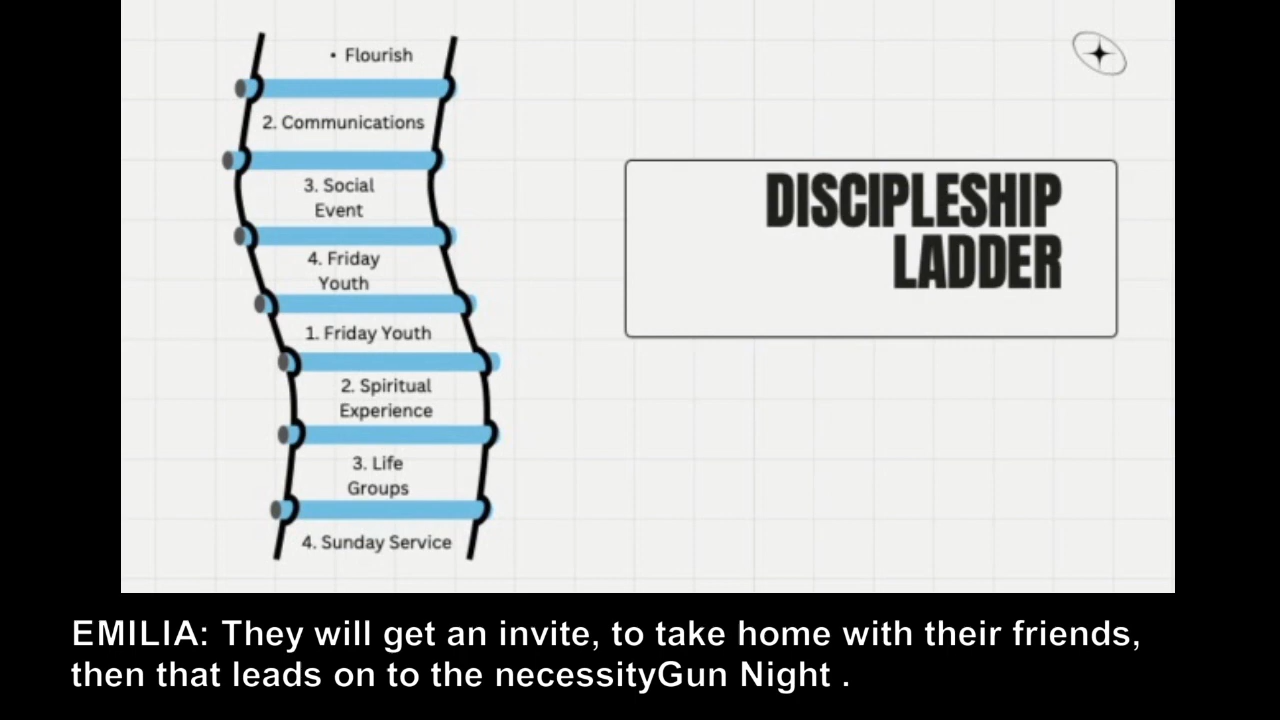 • Flourish
2. Communications
3. Social
Event
4. Friday
Youth
1. Friday Youth
2. Spiritual
Experience
3. Life
Groups
4. Sunday Service
DISCIPLESHIP
LADDER
EMILIA: They will get an invite, to take home with their friends,
then that leads on to the necessityGun Night .